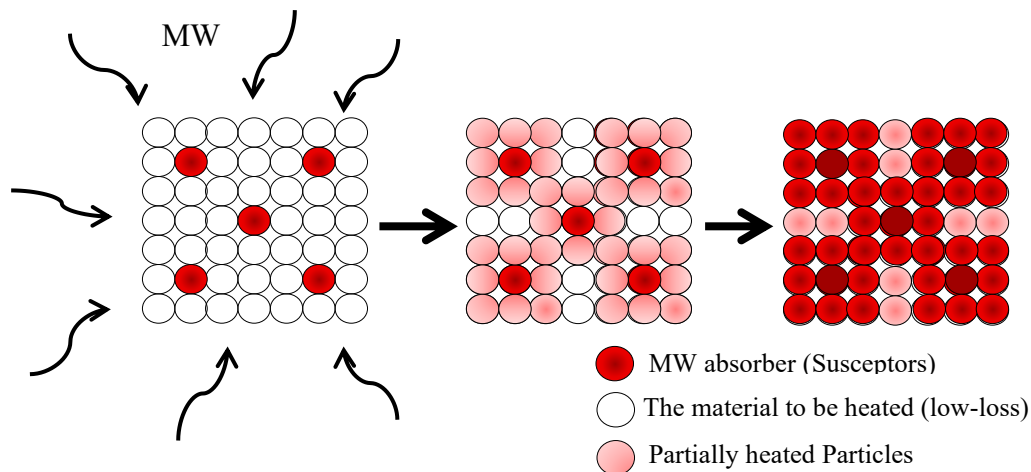 MW
MW absorber (Susceptors)
The material to be heated (low-loss)
Partially heated Particles